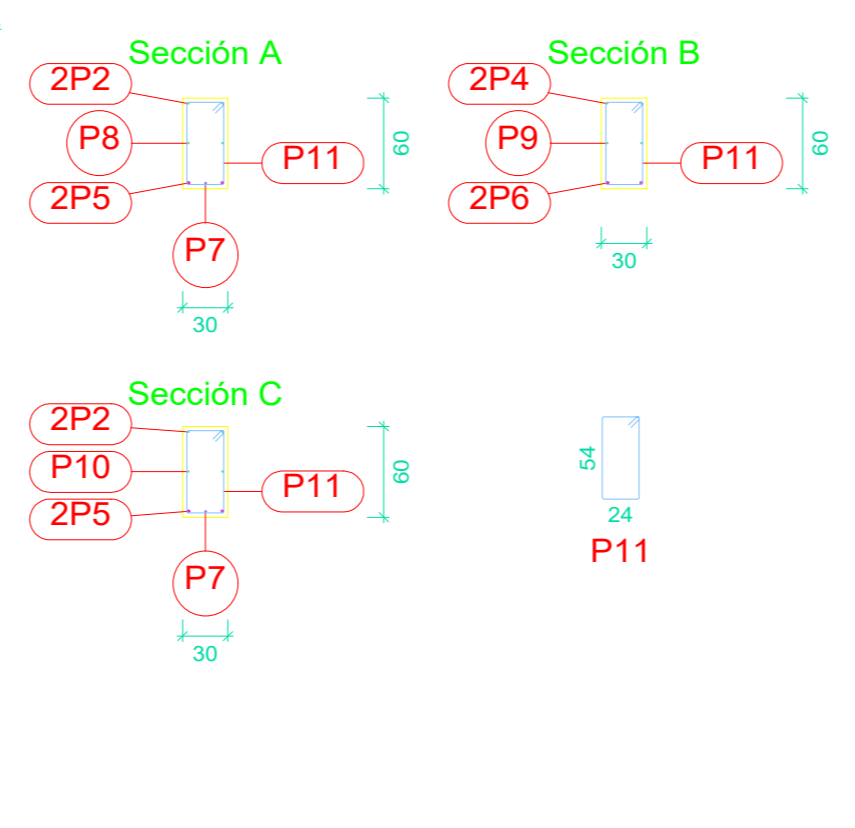 Sección A
2P2
P8
2P5
P11
P7
60
30
Sección B
2P4
P9
2P6
P11
60
30
Sección C
2P2
P10
2P5
P11
P7
60
30
54
24
P11